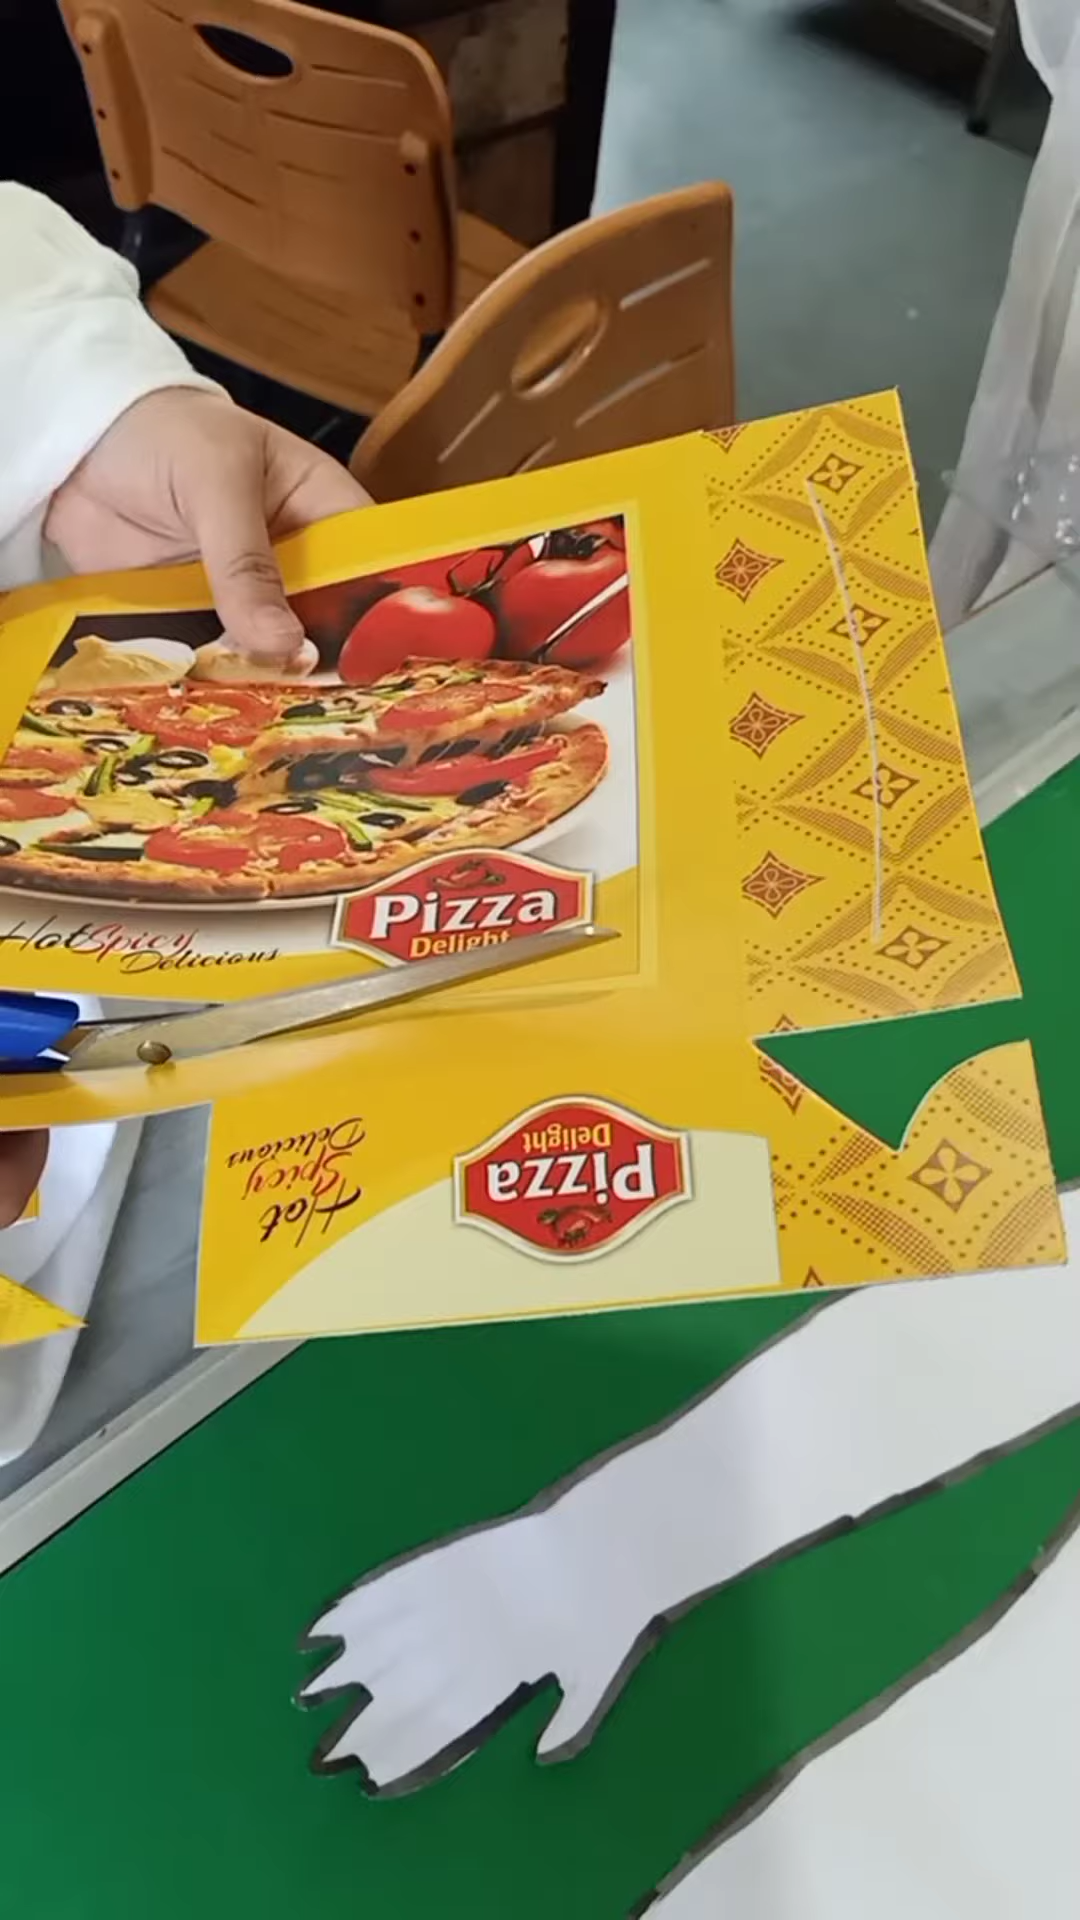 Pizza
Delight
Hot Spicy
Delicious
Pizza
Delight
Hot
Spicy
Delicious